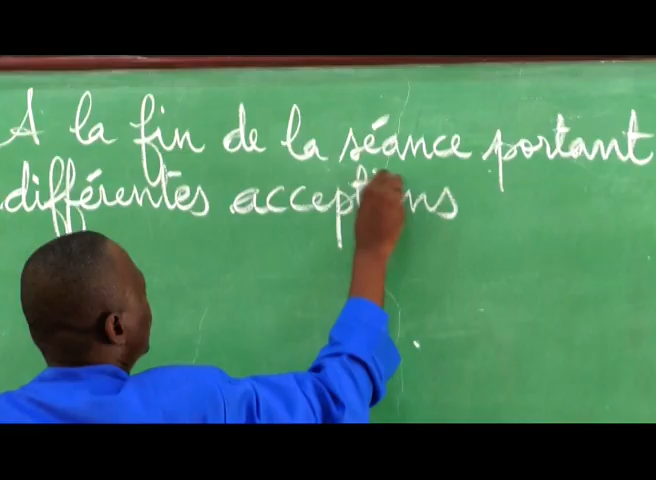 A la fin de la séance portant
différentes acceptions